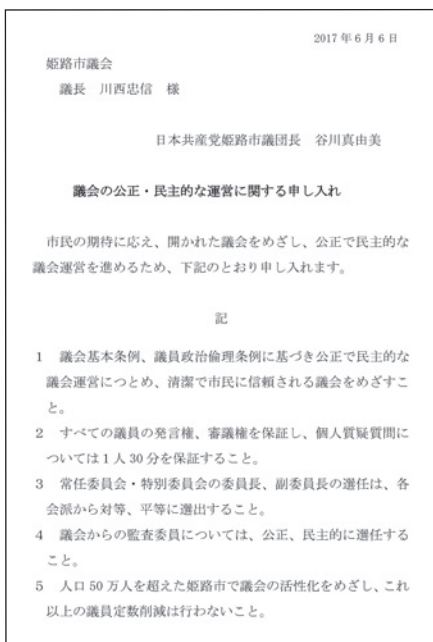 2017年6月6日
姫路市議会
議長　川西忠信　様
日本共産党姫路市議団長　谷川真由美
議会の公正・民主的な運営に関する申し入れ
市民の期待に応え、開かれた議会をめざし、公正で民主的な
議会運営を進めるため、下記のとおり申し入れます。
記
1　議会基本条例、議員政治倫理条例に基づき公正で民主的な
議会運営につとめ、清潔で市民に信頼される議会をめざすこ
と。
2　すべての議員の発言権、審議権を保証し、個人質疑質問に
ついては1人30分を保証すること。
3　常任委員会・特別委員会の委員長、副委員長の選任は、各
会派から対等、平等に選出すること。
4　議会からの監査委員については、公正、民主的に選任する
こと。
5　人口50万人を超えた姫路市で議会の活性化をめざし、これ
以上の議員定数削減は行わないこと。